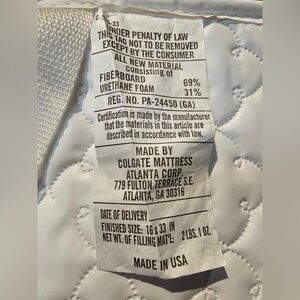 UNDER PENALTY OF LAW
THIS TAG NOT TO BE REMOVED
EXCEPT BY THE CONSUMER
ALL NEW MATERIAL
consisting of
FIBERBOARD 69%
URETHANE FOAM 31%
REG. NO. PA-24450 (GA)
Certification is made by the manufacturer
that the materials in this article are
described in accordance with law.
MADE BY
COLGATE MATTRESS
ATLANTA CORP.
779 FULTON TERRACE S.E.
ATLANTA, GA 30316
DATE OF DELIVERY
FINISHED SIZE: 16 x 33 IN
NET WT. OF FILLING MAT'L: 2 LBS. 1 OZ.
MADE IN USA